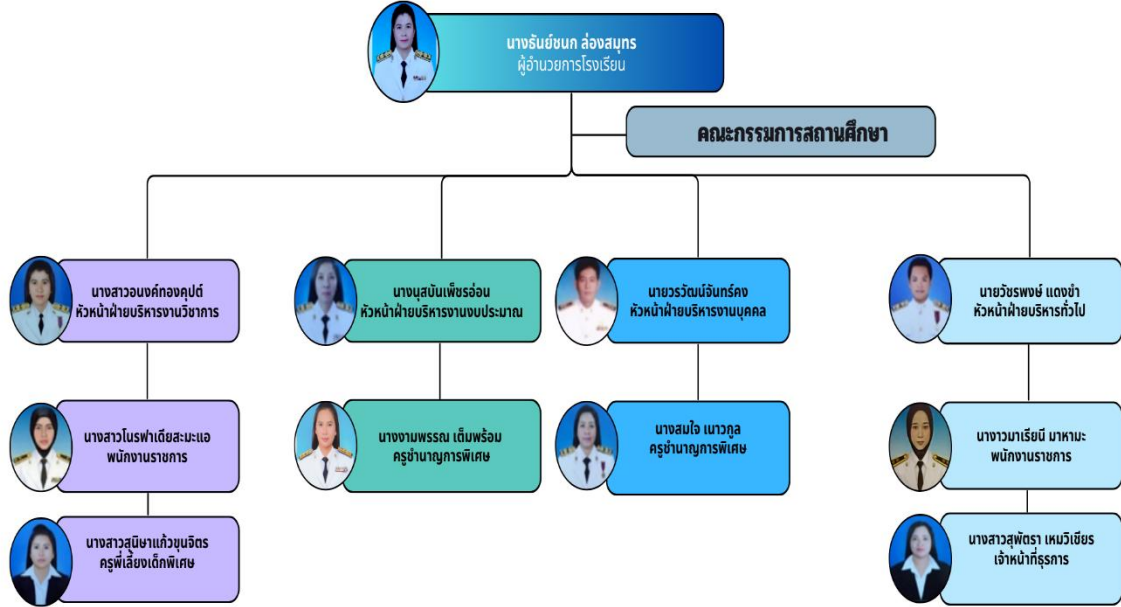 นางธันย์ชนก ล่องสมุทร
ผู้อำนวยการโรงเรียน
คณะกรรมการสถานศึกษา
นางสาวอนงค์ทองคุปต์
หัวหน้าฝ่ายบริหารงานวิชาการ
นางนุสบันเพ็ชรอ่อน
หัวหน้าฝ่ายบริหารงานงบประมาณ
นายวรวัฒน์จันทร์คง
หัวหน้าฝ่ายบริหารงานบุคคล
นายวัชรพงษ์ แดงขำ
หัวหน้าฝ่ายบริหารทั่วไป
นางสาวโนรฟาเดียสะมะแอ
พนักงานราชการ
นางงามพรรณ เต็มพร้อม
ครูชำนาญการพิเศษ
นางสมใจ เนาวกูล
ครูชำนาญการพิเศษ
นางาวมาเรียนี มาหามะ
พนักงานราชการ
นางสาวสุนิษาแก้วขุนจิตร
ครูพี่เลี้ยงเด็กพิเศษ
นางสาวสุพัตรา เหมวิเชียร
เจ้าหน้าที่ธุรการ